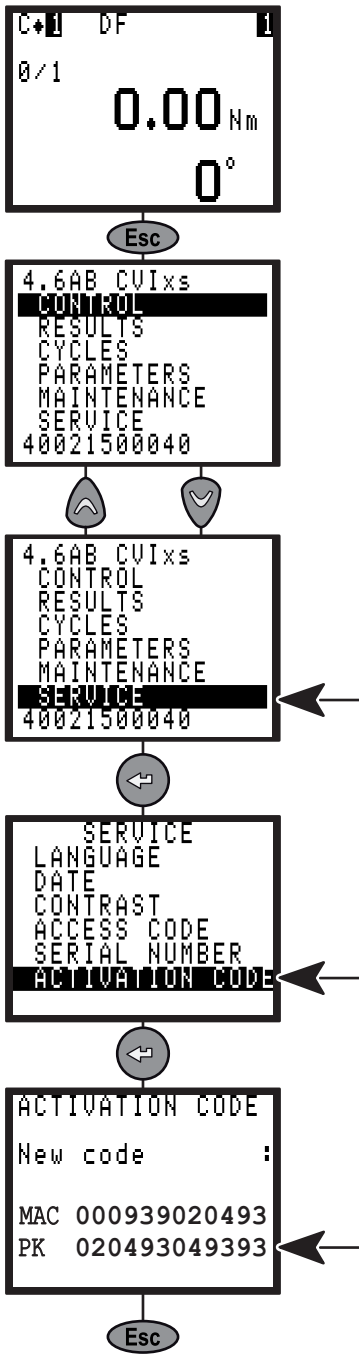 C♦1 DF 1
0/1
0.00 Nm
0°
Esc
4.6AB CVIxs
CONTROL
RESULTS
CYCLES
PARAMETERS
MAINTENANCE
SERVICE
40021500040
4.6AB CVIxs
CONTROL
RESULTS
CYCLES
PARAMETERS
MAINTENANCE
SERVICE
40021500040
SERVICE
LANGUAGE
DATE
CONTRAST
ACCESS CODE
SERIAL NUMBER
ACTIVATION CODE
ACTIVATION CODE
New code :
MAC 000939020493
PK 020493049393
Esc